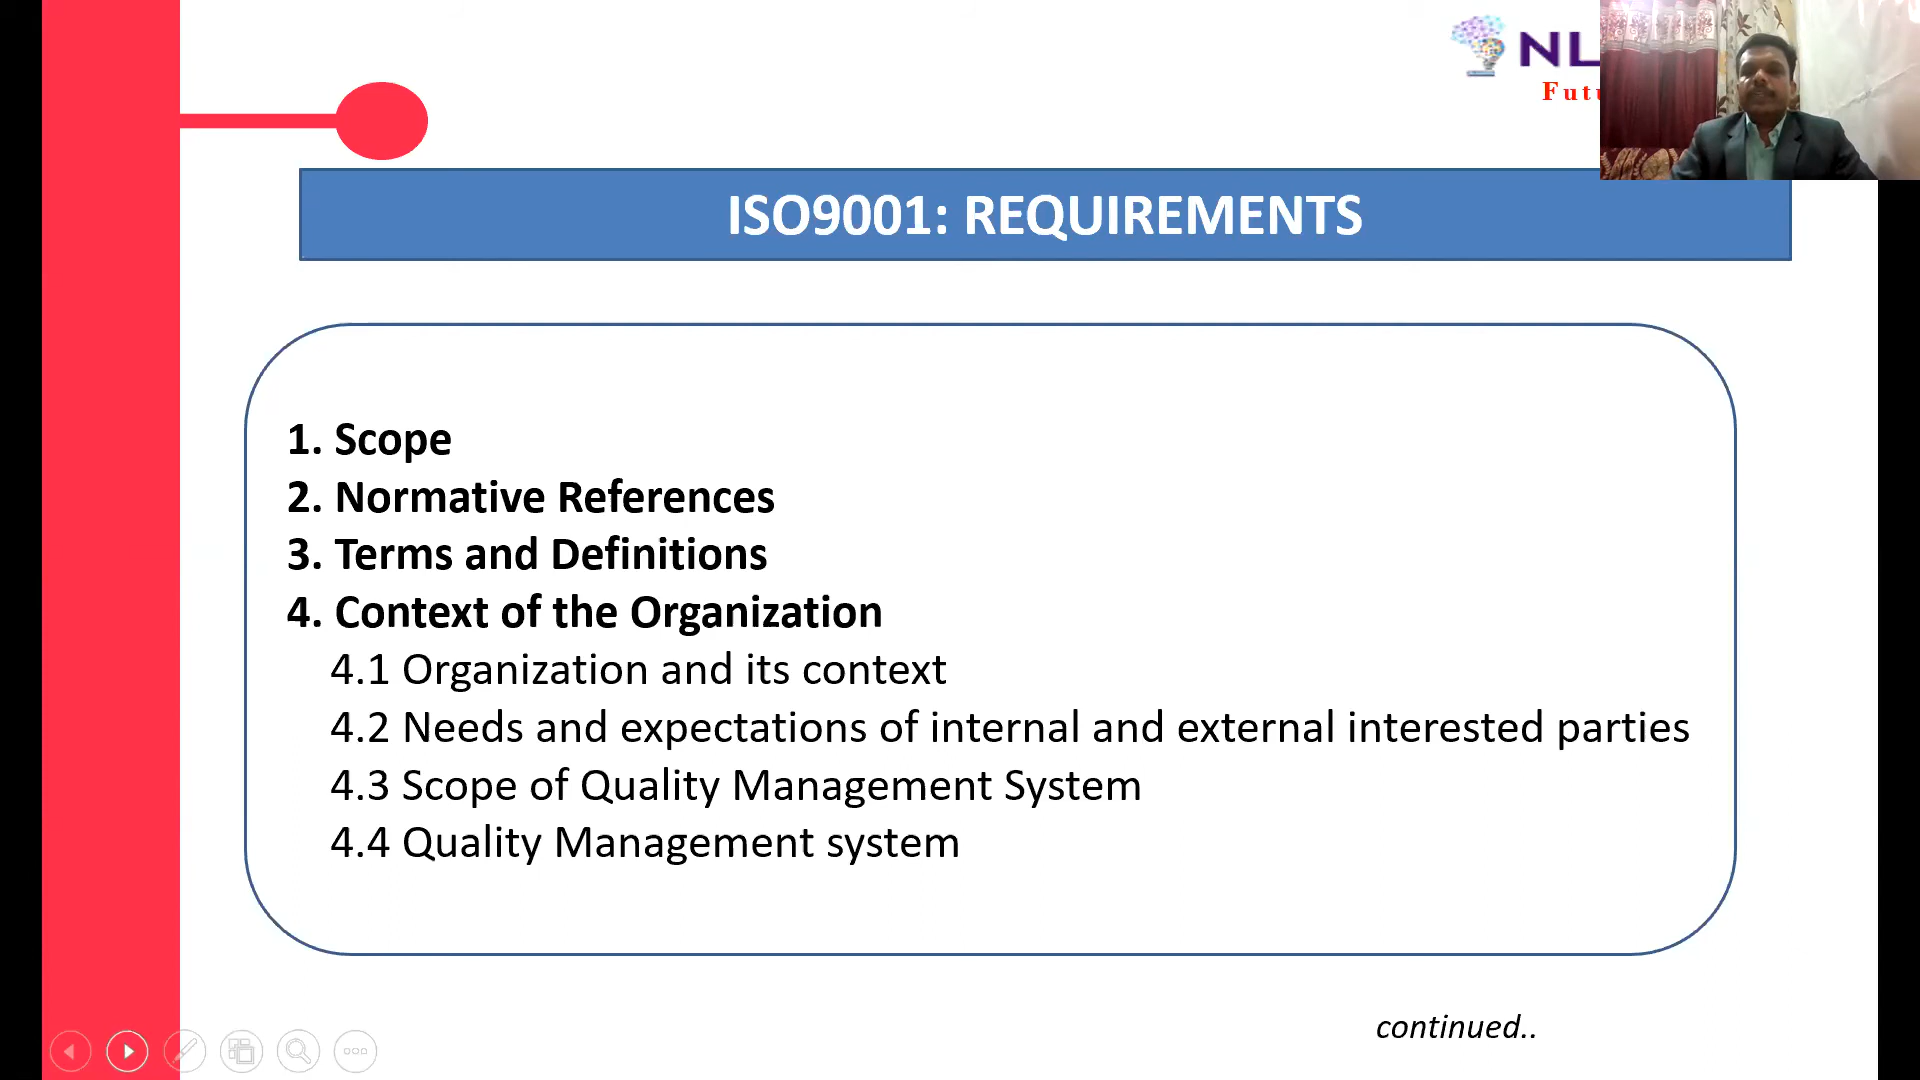 NL
ISO9001: REQUIREMENTS
1. Scope
2. Normative References
3. Terms and Definitions
4. Context of the Organization
4.1 Organization and its context
4.2 Needs and expectations of internal and external interested parties
4.3 Scope of Quality Management System
4.4 Quality Management system
continued..